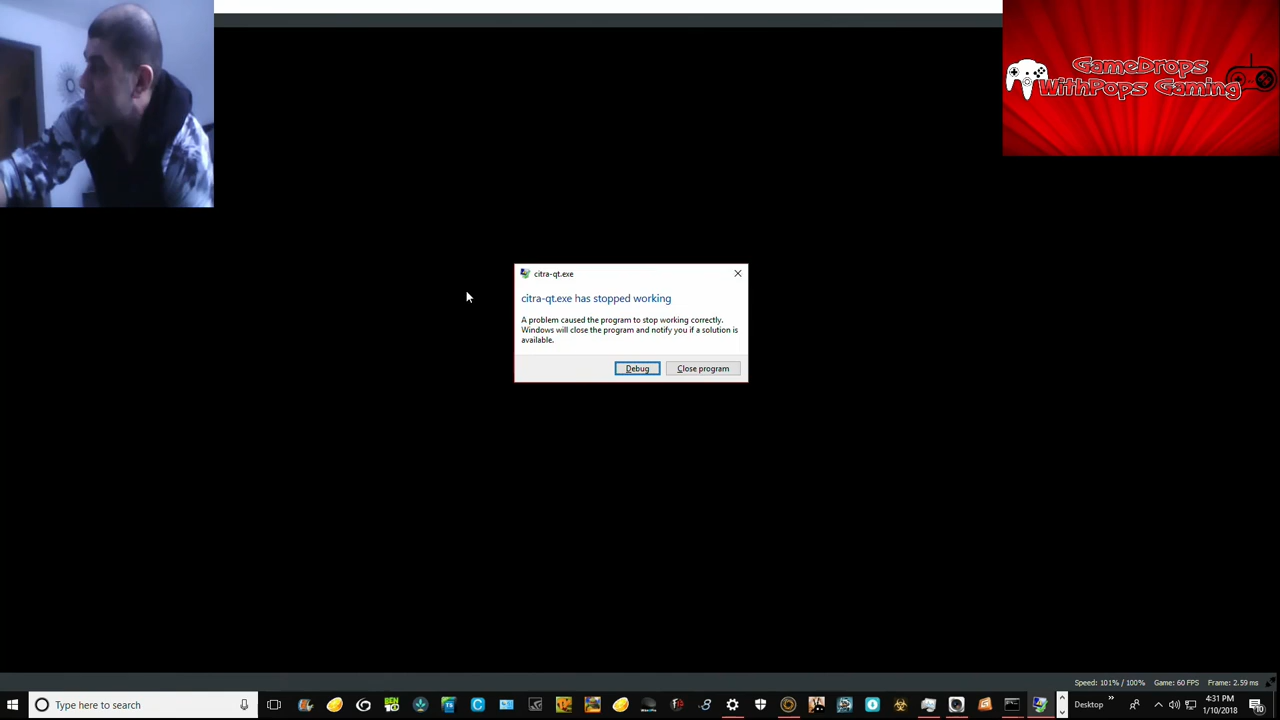 GameDrops
WithPops Gaming
citra-qt.exe
citra-qt.exe has stopped working
A problem caused the program to stop working correctly.
Windows will close the program and notify you if a solution is
available.
Debug
Close program
Speed: 101% / 100%
Game: 60 FPS
Frame: 2.59 ms
Type here to search
BEN
10
Desktop
4:31 PM
1/10/2018